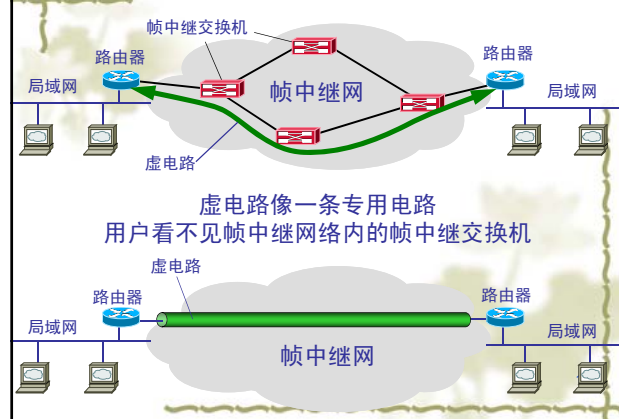 帧中继交换机
路由器
路由器
局域网
帧中继网
局域网
虚电路
虚电路像一条专用电路
用户看不见帧中继网络内的帧中继交换机
虚电路
路由器
路由器
局域网
局域网
帧中继网